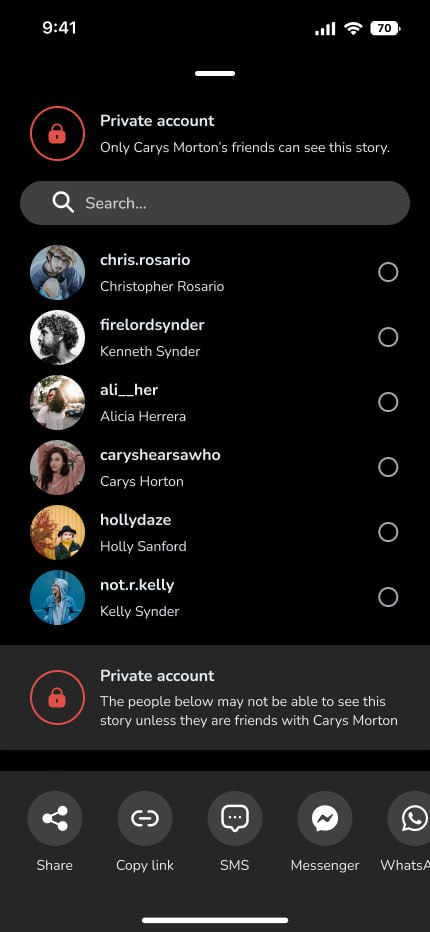 9:41
70
Private account
Only Carys Morton's friends can see this story.
Search...
chris.rosario
Christopher Rosario
firelordsynder
Kenneth Synder
ali__her
Alicia Herrera
caryshearsawho
Carys Horton
hollydaze
Holly Sanford
not.r.kelly
Kelly Synder
Private account
The people below may not be able to see this
story unless they are friends with Carys Morton
Share
Copy link
SMS
Messenger
WhatsA